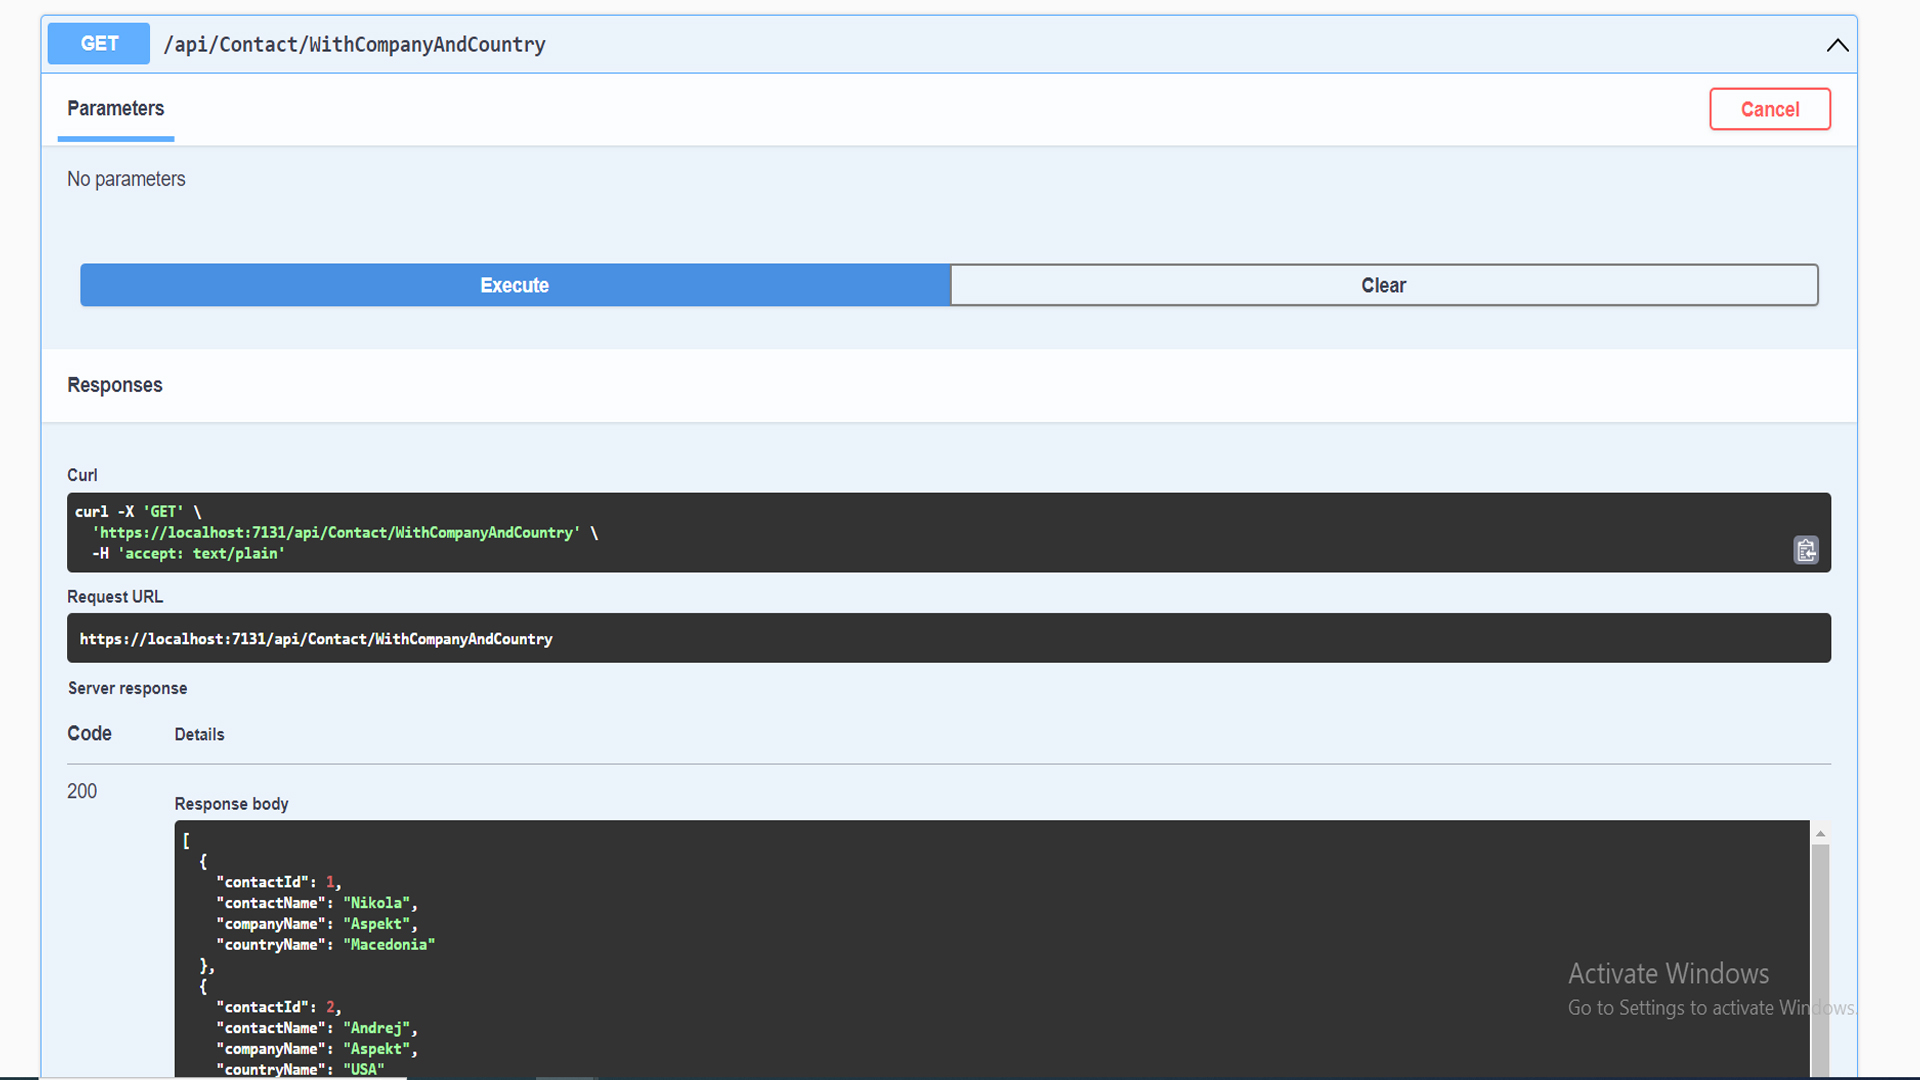 GET /api/Contact/WithCompanyAndCountry
Parameters
Cancel
No parameters
Execute
Clear
Responses
Curl
curl -X 'GET' \
  'https://localhost:7131/api/Contact/WithCompanyAndCountry' \
  -H 'accept: text/plain'
Request URL
https://localhost:7131/api/Contact/WithCompanyAndCountry
Server response
Code Details
200
Response body
[
  {
    "contactId": 1,
    "contactName": "Nikola",
    "companyName": "Aspekt",
    "countryName": "Macedonia"
  },
  {
    "contactId": 2,
    "contactName": "Andrej",
    "companyName": "Aspekt",
    "countryName": "USA"
Activate Windows
Go to Settings to activate Windows.